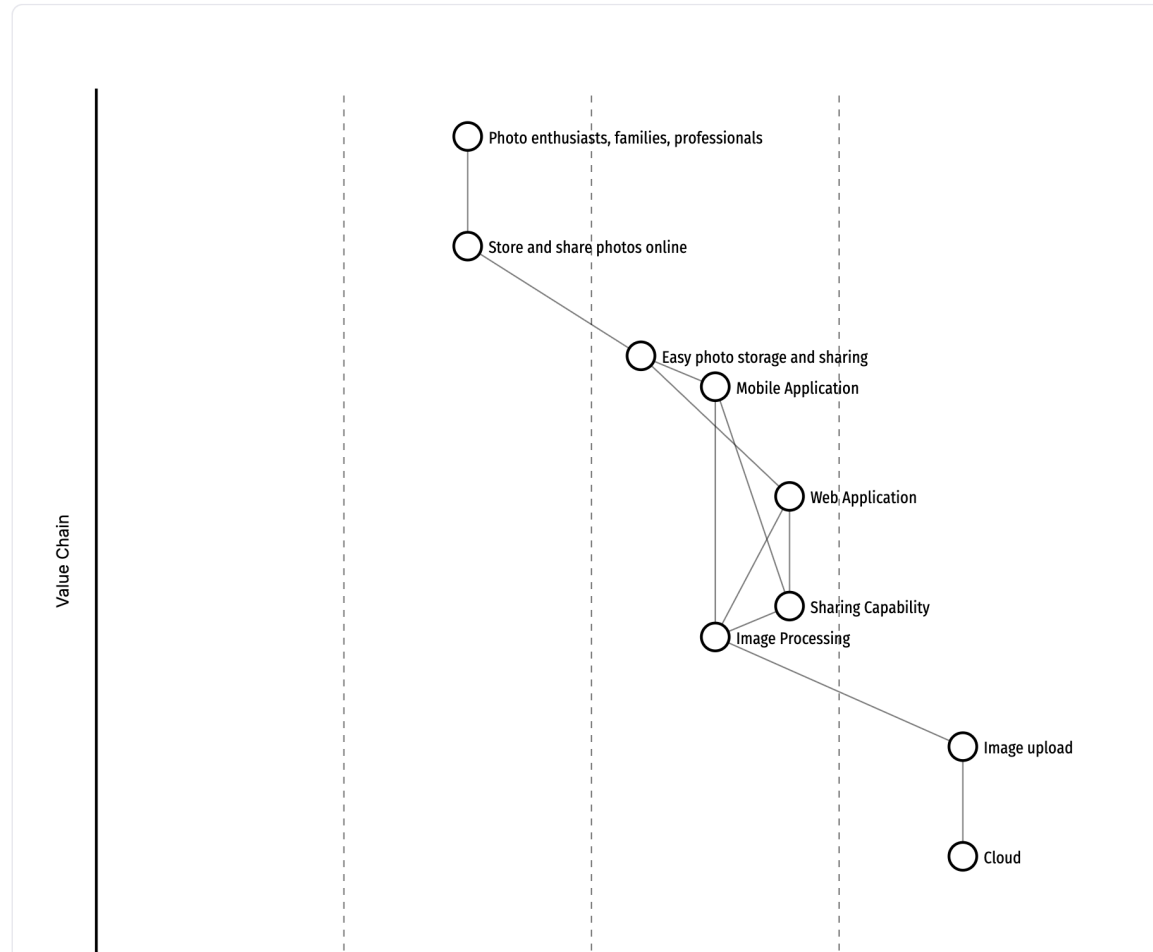 Photo enthusiasts, families, professionals
Store and share photos online
Easy photo storage and sharing
Mobile Application
Web Application
Value Chain
Sharing Capability
Image Processing
Image upload
Cloud